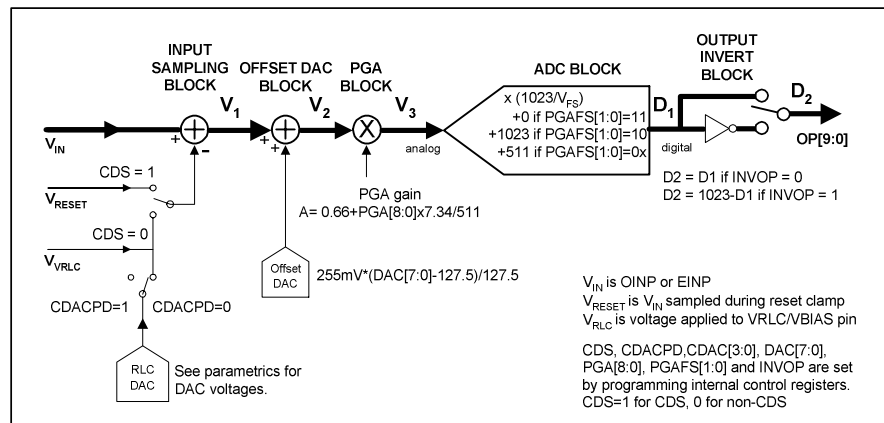 INPUT
SAMPLING
BLOCK
OFFSET DAC
BLOCK
PGA
BLOCK
ADC BLOCK
OUTPUT
INVERT
BLOCK
V1
V2
V3
D1
D2
x (1023/VFS)
+0 if PGAFS[1:0]=11
+1023 if PGAFS[1:0]=10
+511 if PGAFS[1:0]=0x
VIN
+
+
-
+
+
+
X
analog
digital
OP[9:0]
CDS = 1
VRESET
CDS = 0
VVRLC
PGA gain
A= 0.66+PGA[8:0]x7.34/511
D2 = D1 if INVOP = 0
D2 = 1023-D1 if INVOP = 1
Offset
DAC
255mV*(DAC[7:0]-127.5)/127.5
CDACPD=1
CDACPD=0
RLC
DAC
See parametrics for
DAC voltages.
VIN is OINP or EINP
VRESET is VIN sampled during reset clamp
VRLC is voltage applied to VRLC/VBIAS pin
CDS, CDACPD,CDAC[3:0], DAC[7:0],
PGA[8:0], PGAFS[1:0] and INVOP are set
by programming internal control registers.
CDS=1 for CDS, 0 for non-CDS